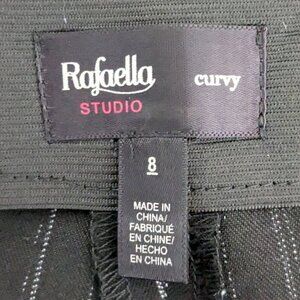 Rafaella curvy
STUDIO
8
MADE IN
CHINA/
FABRIQUÉ
EN CHINE/
HECHO
EN CHINA